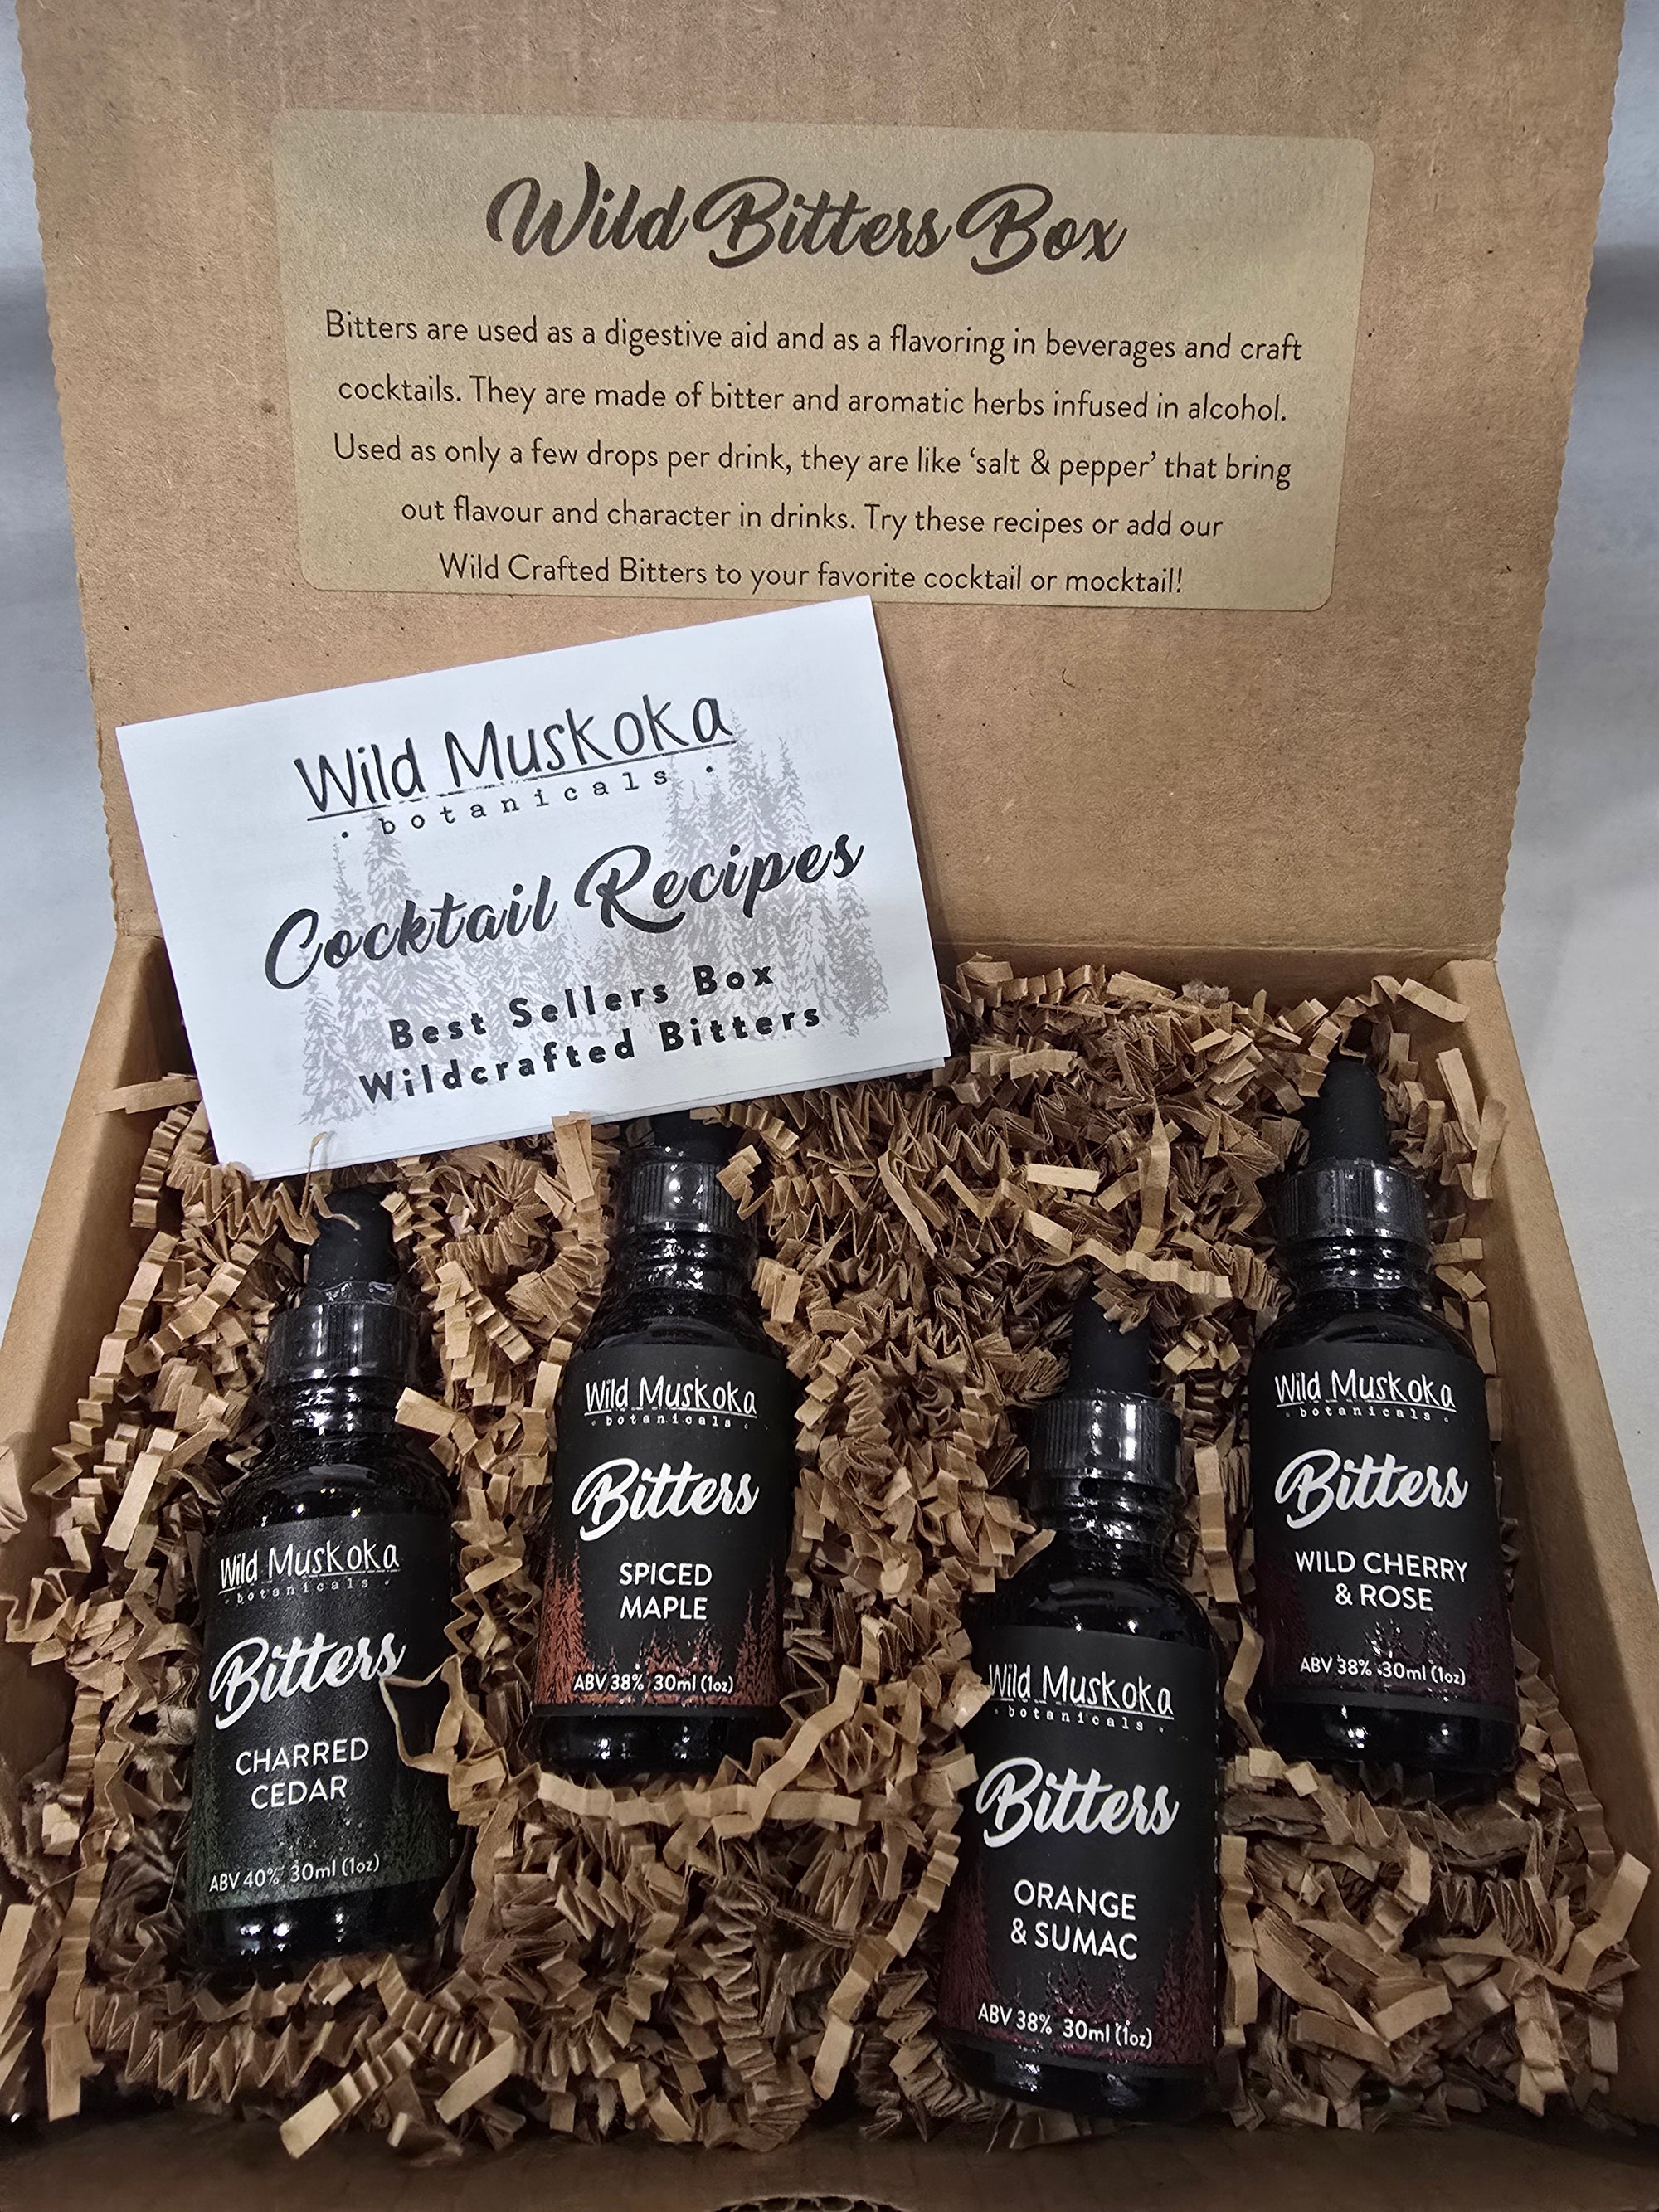 Wild Bitters Box
Bitters are used as a digestive aid and as a flavoring in beverages and craft
cocktails. They are made of bitter and aromatic herbs infused in alcohol.
Used as only a few drops per drink, they are like ‘salt & pepper’ that bring
out flavour and character in drinks. Try these recipes or add our
Wild Crafted Bitters to your favorite cocktail or mocktail!
Wild Muskoka
· botanicals ·
Cocktail Recipes
Best Sellers Box
Wildcrafted Bitters
Wild Muskoka
· botanicals ·
Bitters
CHARRED
CEDAR
ABV 40% 30ml (1oz)
Wild Muskoka
· botanicals ·
Bitters
SPICED
MAPLE
ABV 38% 30ml (1oz)
Wild Muskoka
· botanicals ·
Bitters
ORANGE
& SUMAC
ABV 38% 30ml (1oz)
Wild Muskoka
· botanicals ·
Bitters
WILD CHERRY
& ROSE
ABV 38% 30ml (1oz)